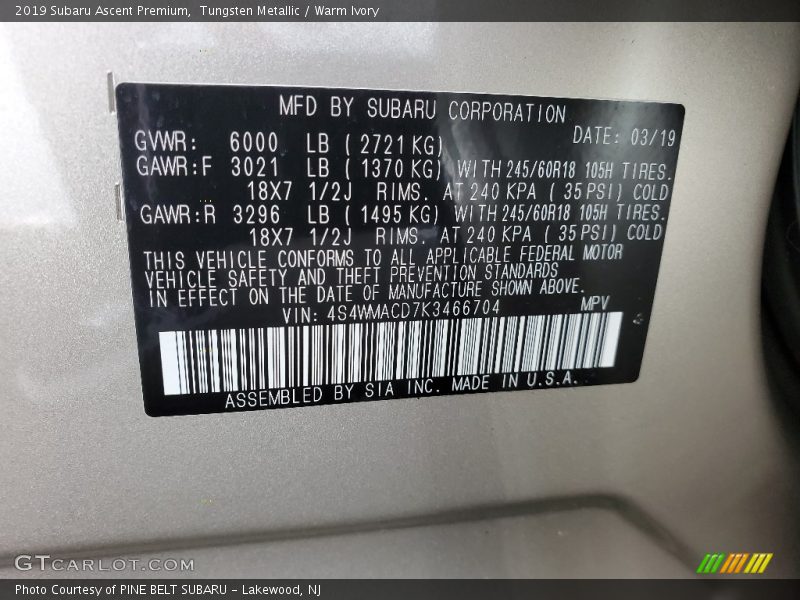 2019 Subaru Ascent Premium,  Tungsten Metallic / Warm Ivory
MFD BY SUBARU CORPORATION
GVWR: 6000 LB ( 2721 KG) DATE: 03/19
GAWR:F 3021 LB ( 1370 KG) WITH 245/60R18 105H TIRES.
18X7 1/2J RIMS. AT 240 KPA ( 35 PSI) COLD
GAWR:R 3296 LB ( 1495 KG) WITH 245/60R18 105H TIRES.
18X7 1/2J RIMS. AT 240 KPA ( 35 PSI) COLD
THIS VEHICLE CONFORMS TO ALL APPLICABLE FEDERAL MOTOR
VEHICLE SAFETY AND THEFT PREVENTION STANDARDS
IN EFFECT ON THE DATE OF MANUFACTURE SHOWN ABOVE.
VIN: 4S4WMACD7K3466704 MPV
ASSEMBLED BY SIA INC. MADE IN U.S.A.
GTCARLOT.COM
Photo Courtesy of PINE BELT SUBARU - Lakewood, NJ